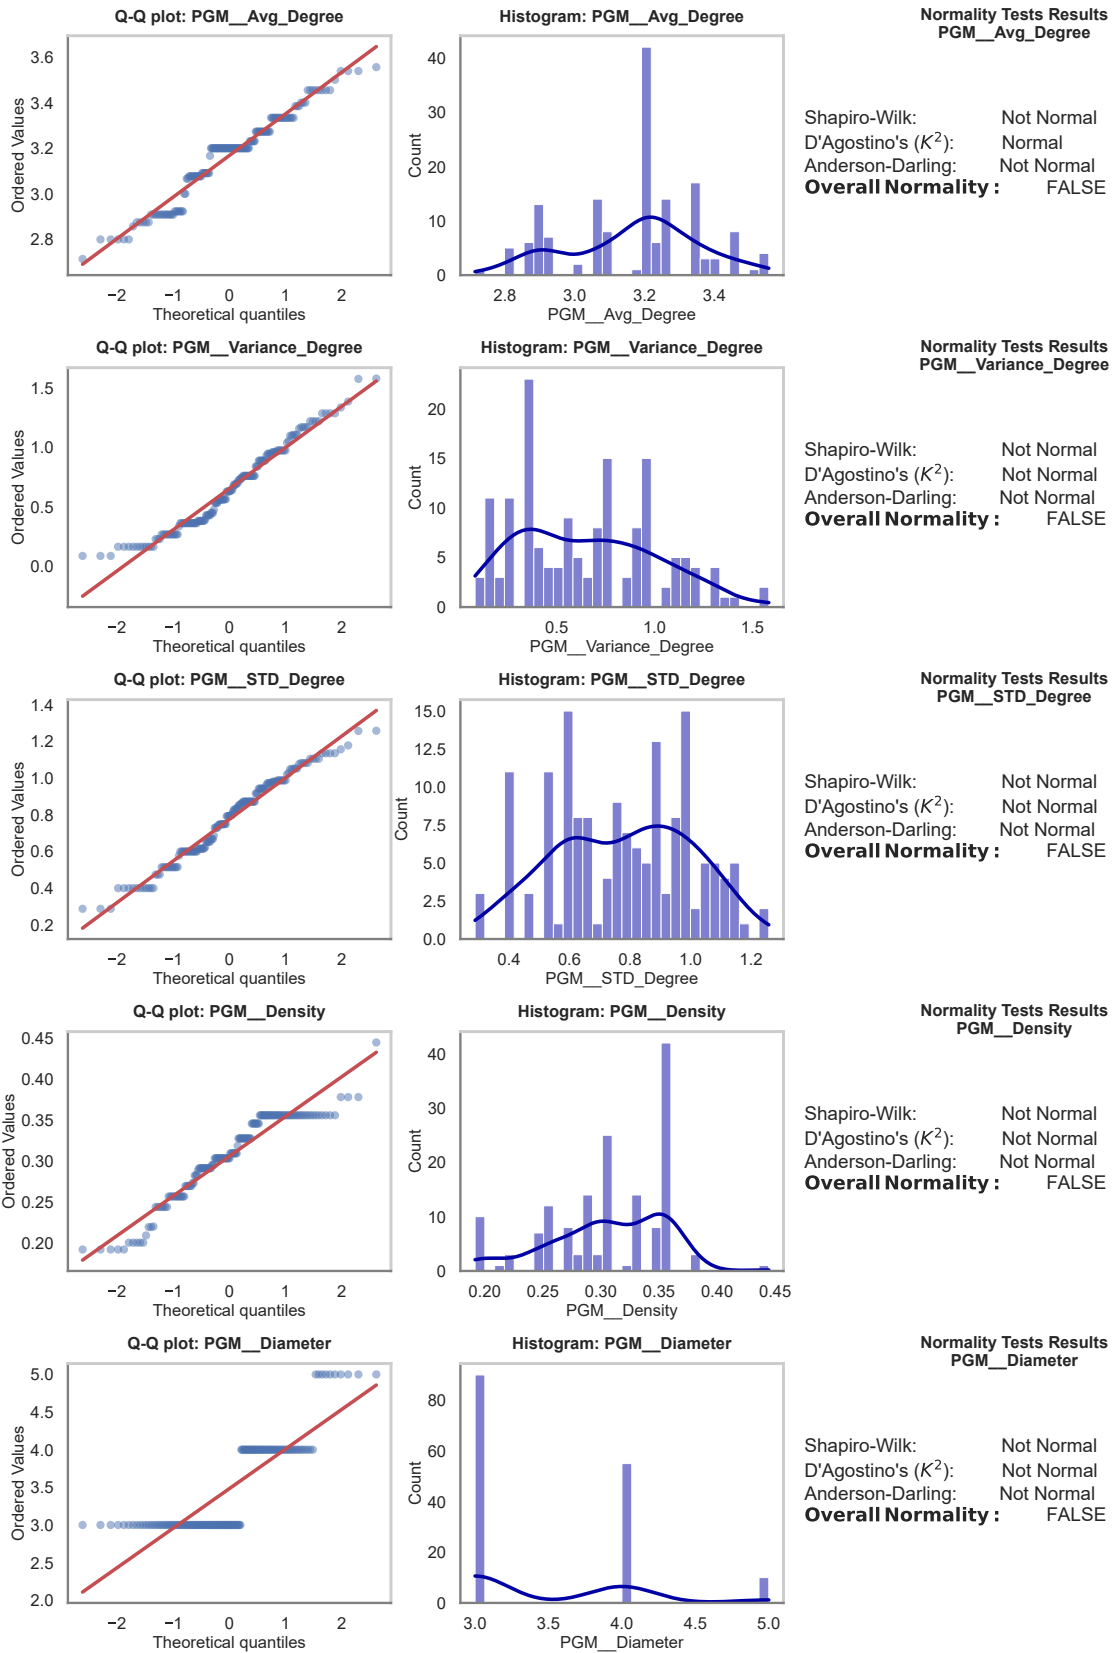 Q-Q plot: PGM__Avg_Degree
Ordered Values
3.6
3.4
3.2
3.0
2.8
−2 −1 0 1 2
Theoretical quantiles
Histogram: PGM__Avg_Degree
Count
40
30
20
10
0
2.8 3.0 3.2 3.4
PGM__Avg_Degree
Normality Tests Results
PGM__Avg_Degree
Shapiro-Wilk: Not Normal
D'Agostino's (K²): Normal
Anderson-Darling: Not Normal
Overall Normality: FALSE
Q-Q plot: PGM__Variance_Degree
Ordered Values
1.5
1.0
0.5
0.0
−2 −1 0 1 2
Theoretical quantiles
Histogram: PGM__Variance_Degree
Count
20
15
10
5
0
0.5 1.0 1.5
PGM__Variance_Degree
Normality Tests Results
PGM__Variance_Degree
Shapiro-Wilk: Not Normal
D'Agostino's (K²): Not Normal
Anderson-Darling: Not Normal
Overall Normality: FALSE
Q-Q plot: PGM__STD_Degree
Ordered Values
1.4
1.2
1.0
0.8
0.6
0.4
0.2
−2 −1 0 1 2
Theoretical quantiles
Histogram: PGM__STD_Degree
Count
15.0
12.5
10.0
7.5
5.0
2.5
0.0
0.4 0.6 0.8 1.0 1.2
PGM__STD_Degree
Normality Tests Results
PGM__STD_Degree
Shapiro-Wilk: Not Normal
D'Agostino's (K²): Not Normal
Anderson-Darling: Not Normal
Overall Normality: FALSE
Q-Q plot: PGM__Density
Ordered Values
0.45
0.40
0.35
0.30
0.25
0.20
−2 −1 0 1 2
Theoretical quantiles
Histogram: PGM__Density
Count
40
30
20
10
0
0.20 0.25 0.30 0.35 0.40 0.45
PGM__Density
Normality Tests Results
PGM__Density
Shapiro-Wilk: Not Normal
D'Agostino's (K²): Not Normal
Anderson-Darling: Not Normal
Overall Normality: FALSE
Q-Q plot: PGM__Diameter
Ordered Values
5.0
4.5
4.0
3.5
3.0
2.5
2.0
−2 −1 0 1 2
Theoretical quantiles
Histogram: PGM__Diameter
Count
80
60
40
20
0
3.0 3.5 4.0 4.5 5.0
PGM__Diameter
Normality Tests Results
PGM__Diameter
Shapiro-Wilk: Not Normal
D'Agostino's (K²): Not Normal
Anderson-Darling: Not Normal
Overall Normality: FALSE